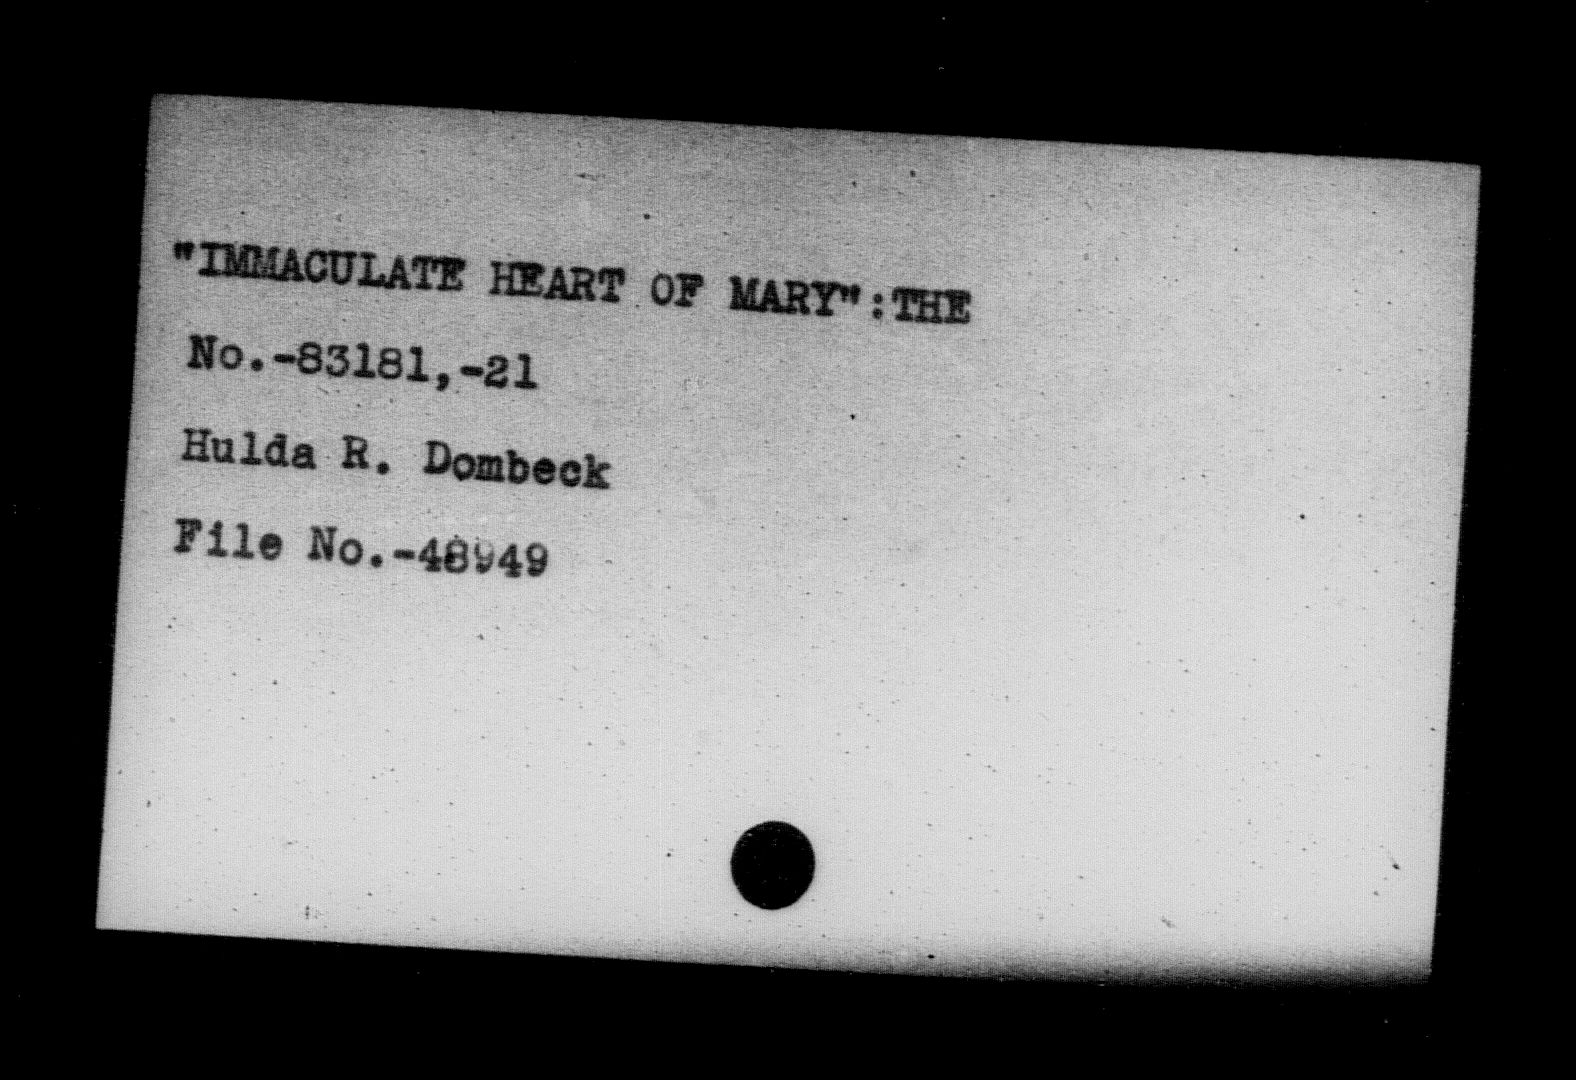 "IMMACULATE HEART OF MARY":THE
No.-83181,-21
Hulda R. Dombeck
File No.-48949